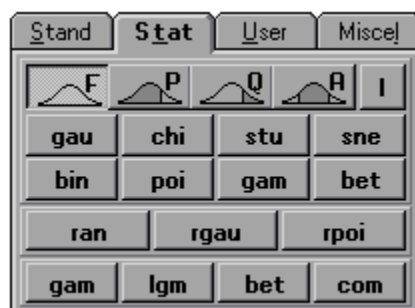 Stand Stat User Miscel
F P Q A I
gau chi stu sne
bin poi gam bet
ran rgau rpoi
gam lgm bet com